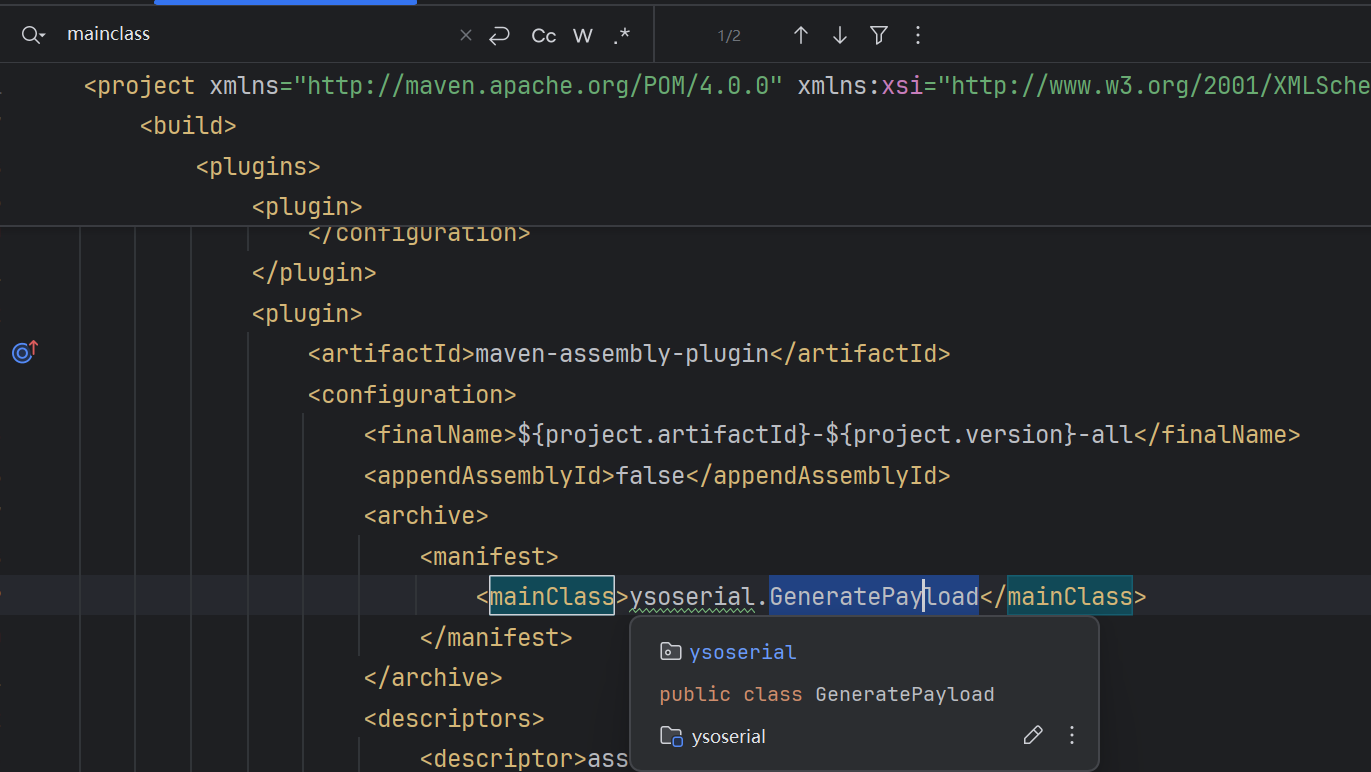 mainclass Cc W .* 1/2
<project xmlns="http://maven.apache.org/POM/4.0.0" xmlns:xsi="http://www.w3.org/2001/XMLSche
<build>
<plugins>
<plugin>
</configuration>
</plugin>
<plugin>
<artifactId>maven-assembly-plugin</artifactId>
<configuration>
<finalName>${project.artifactId}-${project.version}-all</finalName>
<appendAssemblyId>false</appendAssemblyId>
<archive>
<manifest>
<mainClass>ysoserial.GeneratePayload</mainClass>
</manifest>
</archive>
<descriptors>
<descriptor>ass
ysoserial
public class GeneratePayload
ysoserial